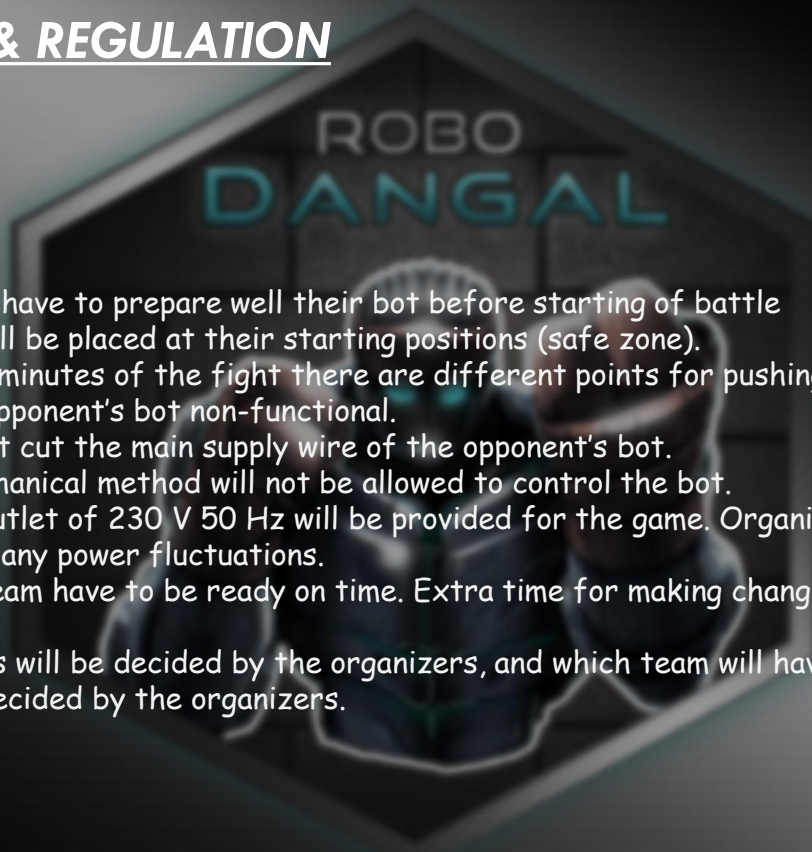 & REGULATION
ROBO
DANGAL
have to prepare well their bot before starting of battle
ll be placed at their starting positions (safe zone).
minutes of the fight there are different points for pushing
pponent's bot non-functional.
t cut the main supply wire of the opponent's bot.
hanical method will not be allowed to control the bot.
utlet of 230 V 50 Hz will be provided for the game. Organi
any power fluctuations.
eam have to be ready on time. Extra time for making chang
s will be decided by the organizers, and which team will hav
ecided by the organizers.